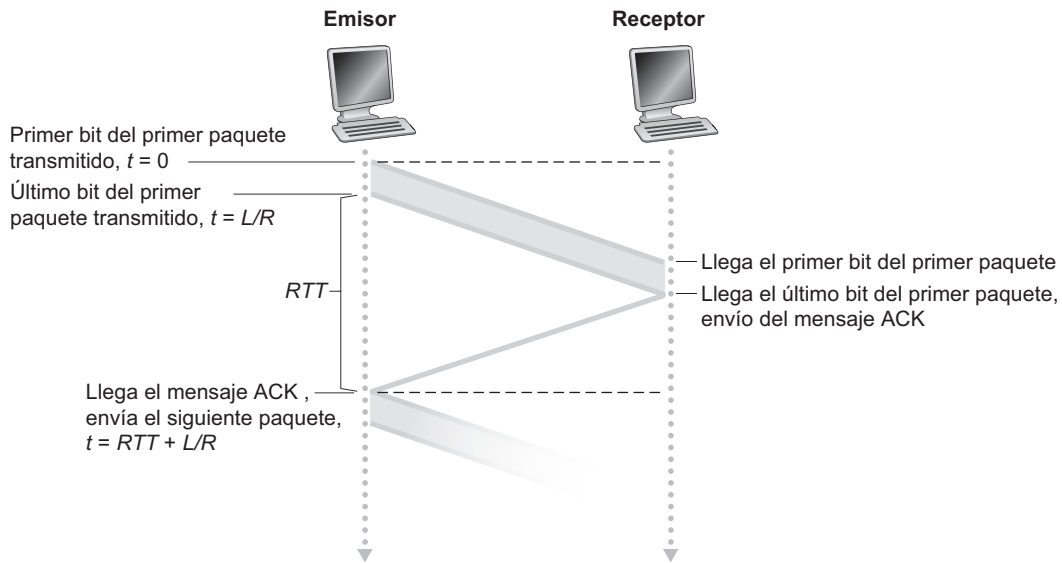 Emisor
Receptor
Primer bit del primer paquete
transmitido, t = 0
Último bit del primer
paquete transmitido, t = L/R
Llega el primer bit del primer paquete
RTT
Llega el último bit del primer paquete,
envío del mensaje ACK
Llega el mensaje ACK ,
envía el siguiente paquete,
t = RTT + L/R